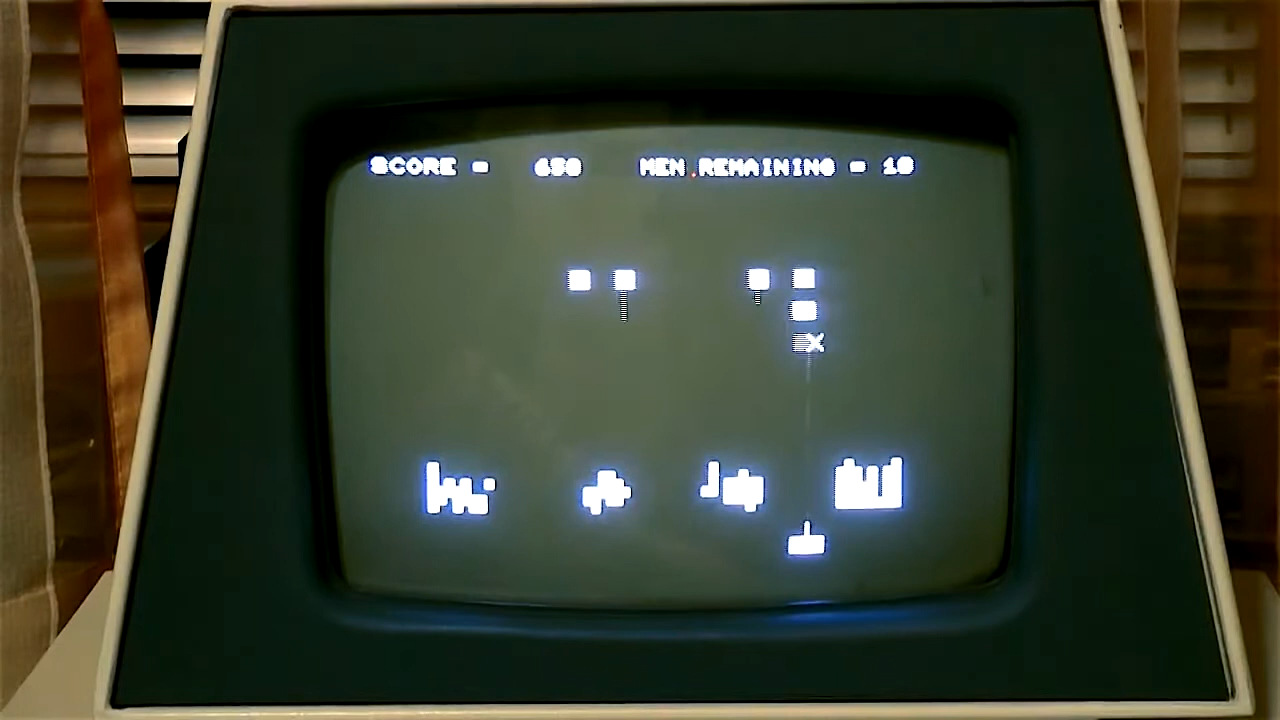 SCORE = 650 MEN REMAINING = 10